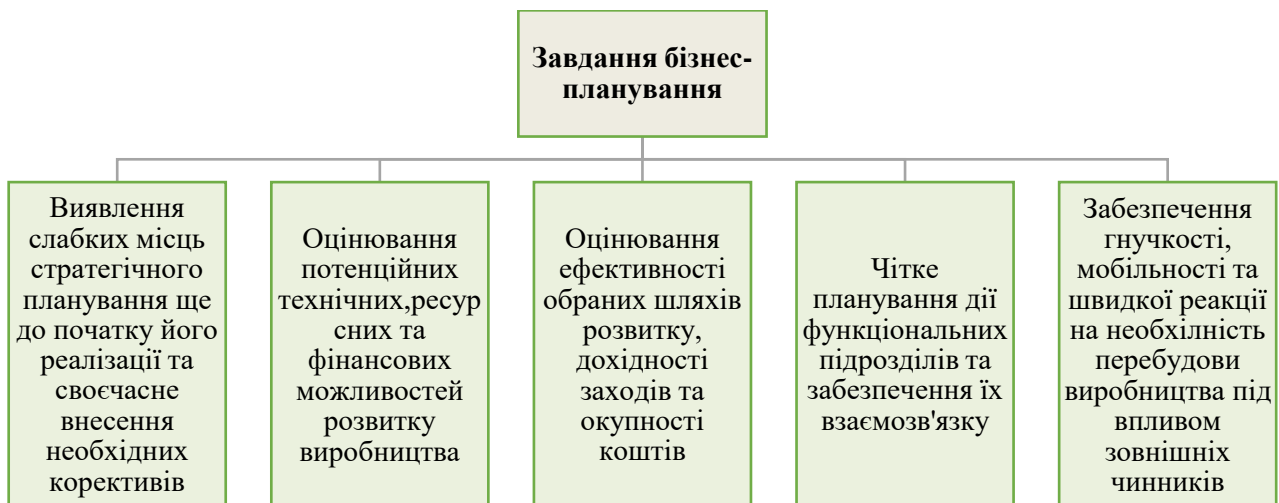 Завдання бізнес-
планування
Виявлення
слабких місць
стратегічного
планування ще
до початку його
реалізації та
своєчасне
внесення
необхідних
корективів
Оцінювання
потенційних
технічних,ресур
сних та
фінансових
можливостей
розвитку
виробництва
Оцінювання
ефективності
обраних шляхів
розвитку,
дохідності
заходів та
окупності
коштів
Чітке
планування дії
функціональних
підрозділів та
забезпечення їх
взаємозв'язку
Забезпечення
гнучкості,
мобільності та
швидкої реакції
на необхілність
перебудови
виробництва під
впливом
зовнішніх
чинників